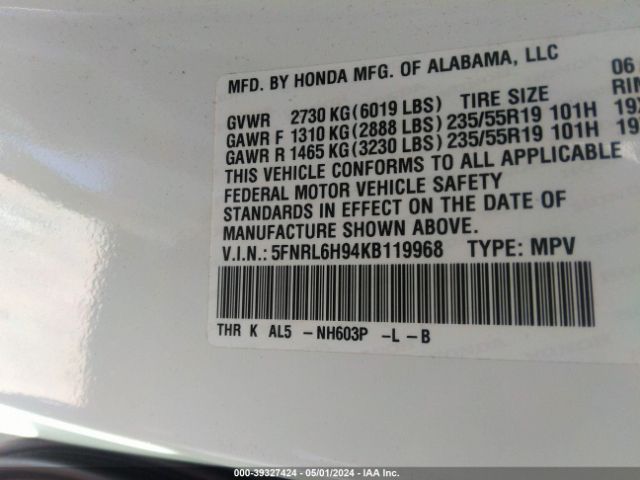 MFD. BY HONDA MFG. OF ALABAMA, LLC 06
GVWR 2730 KG(6019 LBS) TIRE SIZE RIN
GAWR F 1310 KG(2888 LBS) 235/55R19 101H 19X
GAWR R 1465 KG(3230 LBS) 235/55R19 101H 19
THIS VEHICLE CONFORMS TO ALL APPLICABLE
FEDERAL MOTOR VEHICLE SAFETY
STANDARDS IN EFFECT ON THE DATE OF
MANUFACTURE SHOWN ABOVE.
V.I.N.: 5FNRL6H94KB119968 TYPE: MPV
THR K AL5 -NH603P -L -B
000-39327424 - 05/01/2024 - IAA Inc.